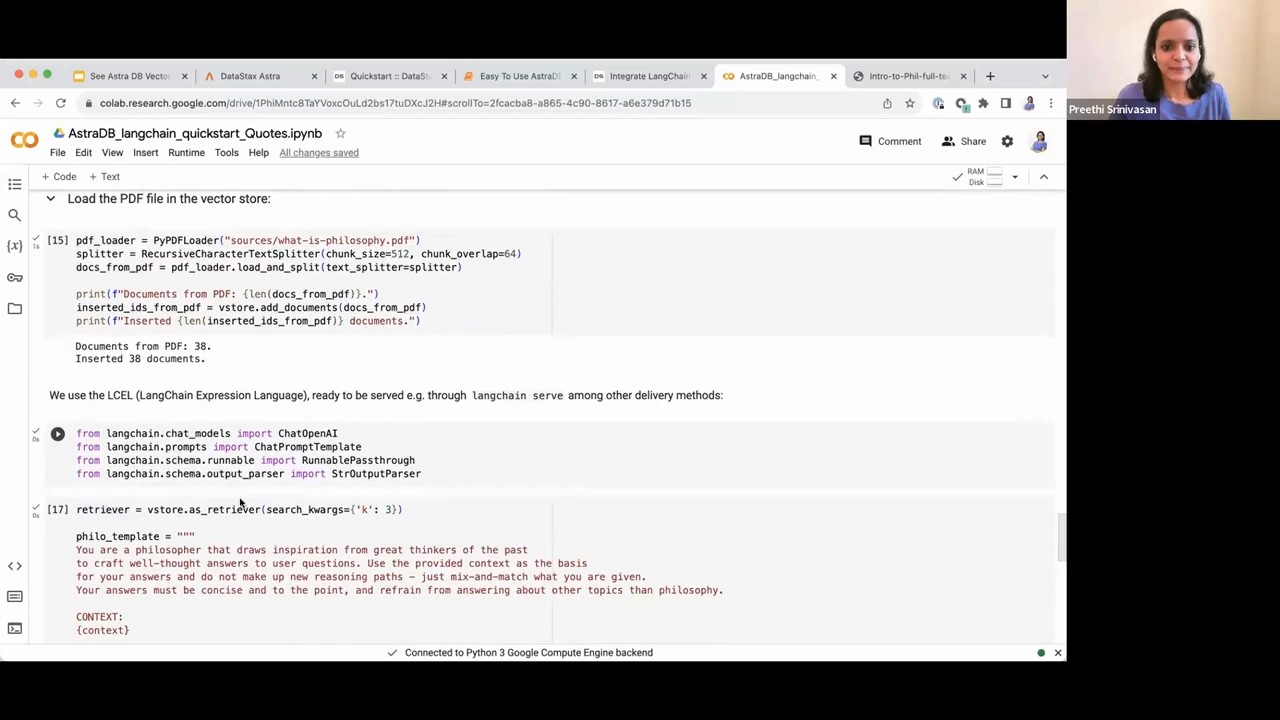 See Astra DB Vector
DataStax Astra
Quickstart :: DataSta
Easy To Use AstraDB
Integrate LangChain
AstraDB_langchain_
Intro-to-Phil-full-te
colab.research.google.com/drive/1PhiMntc8TaYVoxcOuLd2bs17tuDXcJ2H#scrollTo=2fcacba8-a865-4c90-8617-a6e379d71b15
Preethi Srinivasan
AstraDB_langchain_quickstart_Quotes.ipynb
File Edit View Insert Runtime Tools Help All changes saved
Comment Share
+ Code + Text
RAM
Disk
Load the PDF file in the vector store:
1s
[15] pdf_loader = PyPDFLoader("sources/what-is-philosophy.pdf")
splitter = RecursiveCharacterTextSplitter(chunk_size=512, chunk_overlap=64)
docs_from_pdf = pdf_loader.load_and_split(text_splitter=splitter)
print(f"Documents from PDF: {len(docs_from_pdf)}.")
inserted_ids_from_pdf = vstore.add_documents(docs_from_pdf)
print(f"Inserted {len(inserted_ids_from_pdf)} documents.")
Documents from PDF: 38.
Inserted 38 documents.
We use the LCEL (LangChain Expression Language), ready to be served e.g. through langchain serve among other delivery methods:
0s
from langchain.chat_models import ChatOpenAI
from langchain.prompts import ChatPromptTemplate
from langchain.schema.runnable import RunnablePassthrough
from langchain.schema.output_parser import StrOutputParser
0s
[17] retriever = vstore.as_retriever(search_kwargs={'k': 3})
philo_template = """
You are a philosopher that draws inspiration from great thinkers of the past
to craft well-thought answers to user questions. Use the provided context as the basis
for your answers and do not make up new reasoning paths - just mix-and-match what you are given.
Your answers must be concise and to the point, and refrain from answering about other topics than philosophy.
CONTEXT:
{context}
Connected to Python 3 Google Compute Engine backend